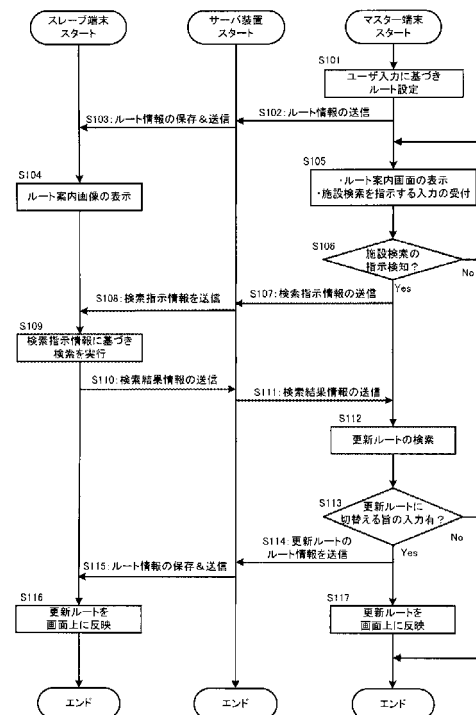 スレーブ端末
スタート
サーバ装置
スタート
マスター端末
スタート
S101
ユーザ入力に基づき
ルート設定
S102:ルート情報の送信
S103:ルート情報の保存&送信
S104
ルート案内画像の表示
S105
・ルート案内画面の表示
・施設検索を指示する入力の受付
S106
施設検索の
指示検知?
No
Yes
S107:検索指示情報の送信
S108:検索指示情報を送信
S109
検索指示情報に基づき
検索を実行
S110:検索結果情報の送信
S111:検索結果情報の送信
S112
更新ルートの検索
S113
更新ルートに
切替える旨の入力有?
No
Yes
S114:更新ルートの
ルート情報を送信
S115:ルート情報の保存&送信
S116
更新ルートを
画面上に反映
S117
更新ルートを
画面上に反映
エンド
エンド
エンド